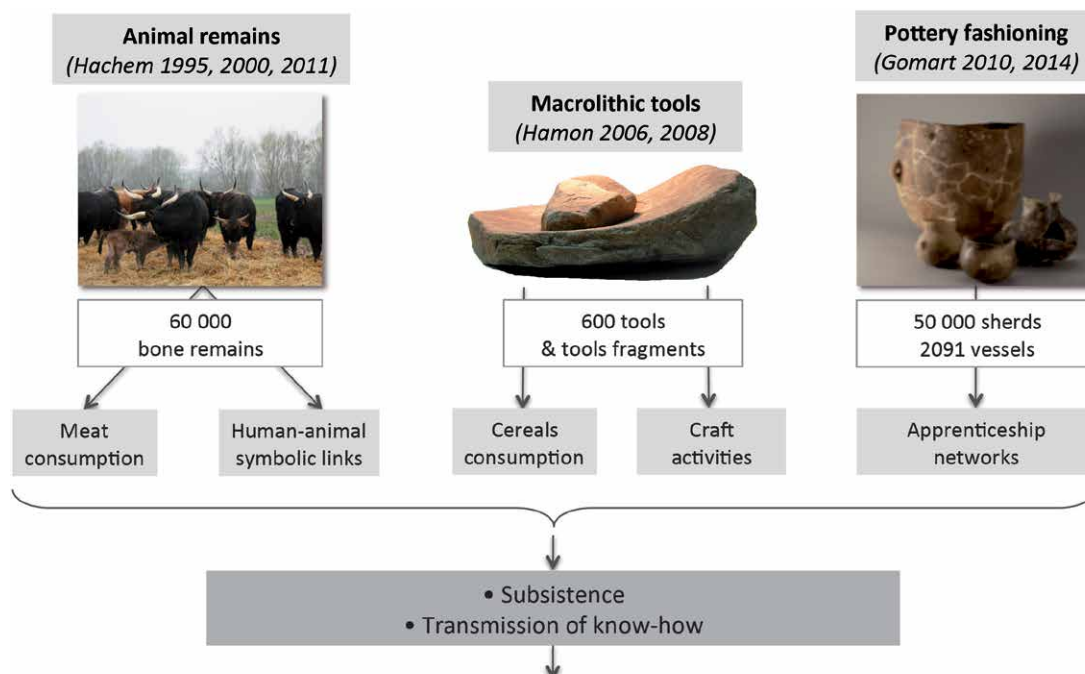 Animal remains
(Hachem 1995, 2000, 2011)
Macrolithic tools
(Hamon 2006, 2008)
Pottery fashioning
(Gomart 2010, 2014)
60 000
bone remains
600 tools
& tools fragments
50 000 sherds
2091 vessels
Meat
consumption
Human-animal
symbolic links
Cereals
consumption
Craft
activities
Apprenticeship
networks
• Subsistence
• Transmission of know-how